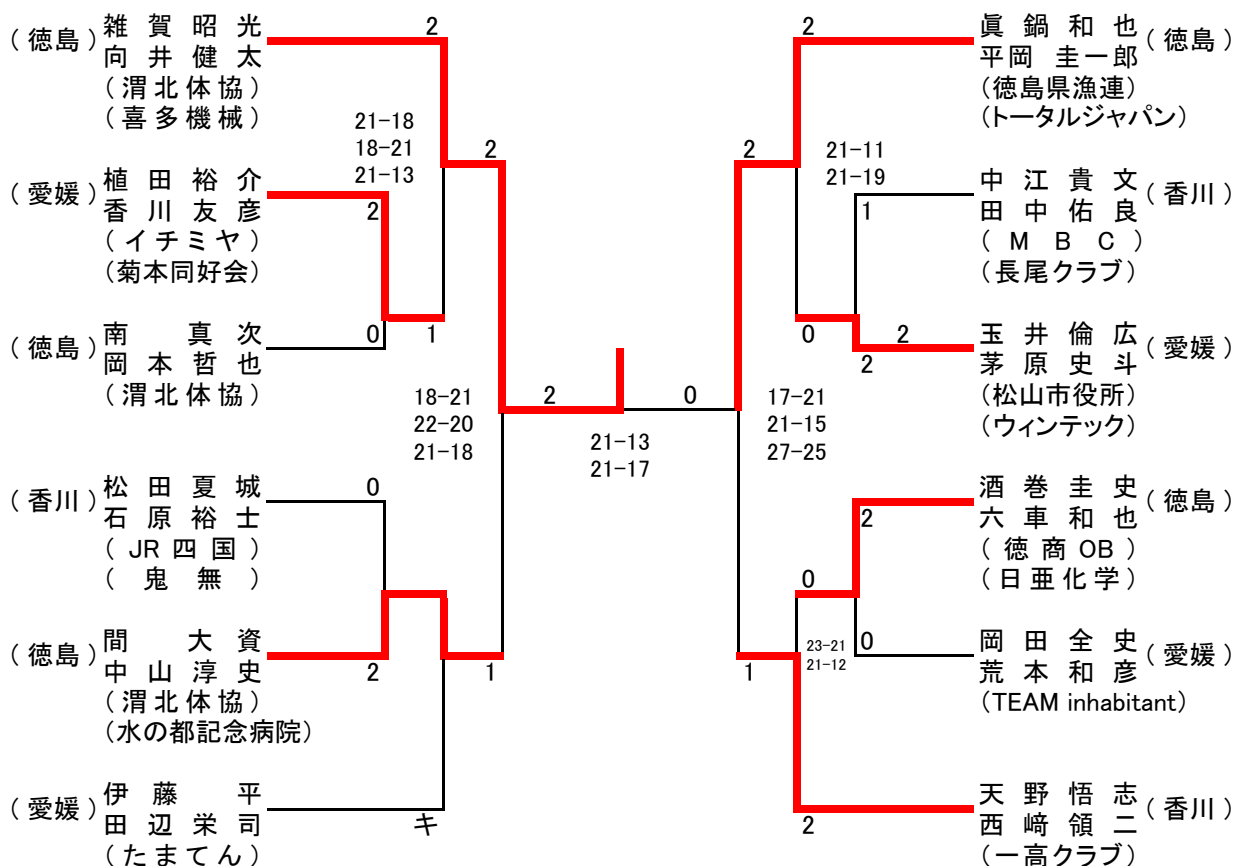 (徳島) 雑賀昭光
向井健太
(渭北体協)
(喜多機械)
2
21-18
18-21
21-13
2
(愛媛) 植田裕介
香川友彦
(イチミヤ)
(菊本同好会)
2
(徳島) 南 真次
岡本哲也
(渭北体協)
0
1
18-21
22-20
21-18
2
(香川) 松田夏城
石原裕士
(JR四国)
(鬼無)
0
(徳島) 間 大資
中山淳史
(渭北体協)
(水の都記念病院)
2
1
(愛媛) 伊藤 平
田辺栄司
(たまてん)
キ
21-13
21-17
0
2
眞鍋和也 (徳島)
平岡 圭一郎
(徳島県漁連)
(トータルジャパン)
2
21-11
21-19
中江貴文 (香川)
田中佑良
(MBC)
(長尾クラブ)
1
0
2
2
玉井倫広 (愛媛)
茅原史斗
(松山市役所)
(ウィンテック)
17-21
21-15
27-25
酒巻圭史 (徳島)
六車和也
(徳商OB)
(日亜化学)
2
0
23-21
21-12
0
岡田全史 (愛媛)
荒本和彦
(TEAM inhabitant)
1
2
天野悟志 (香川)
西﨑領二
(一高クラブ)